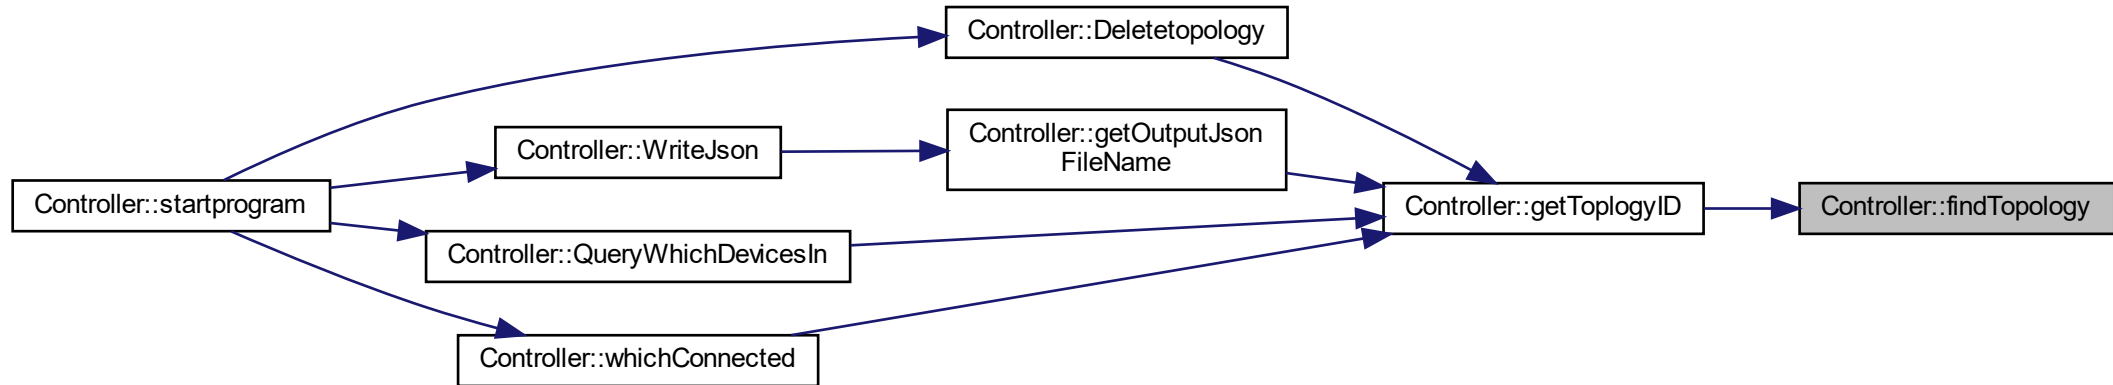 Controller::Deletetopology
Controller::getOutputJson
FileName
Controller::WriteJson
Controller::startprogram
Controller::getToplogyID
Controller::findTopology
Controller::QueryWhichDevicesIn
Controller::whichConnected